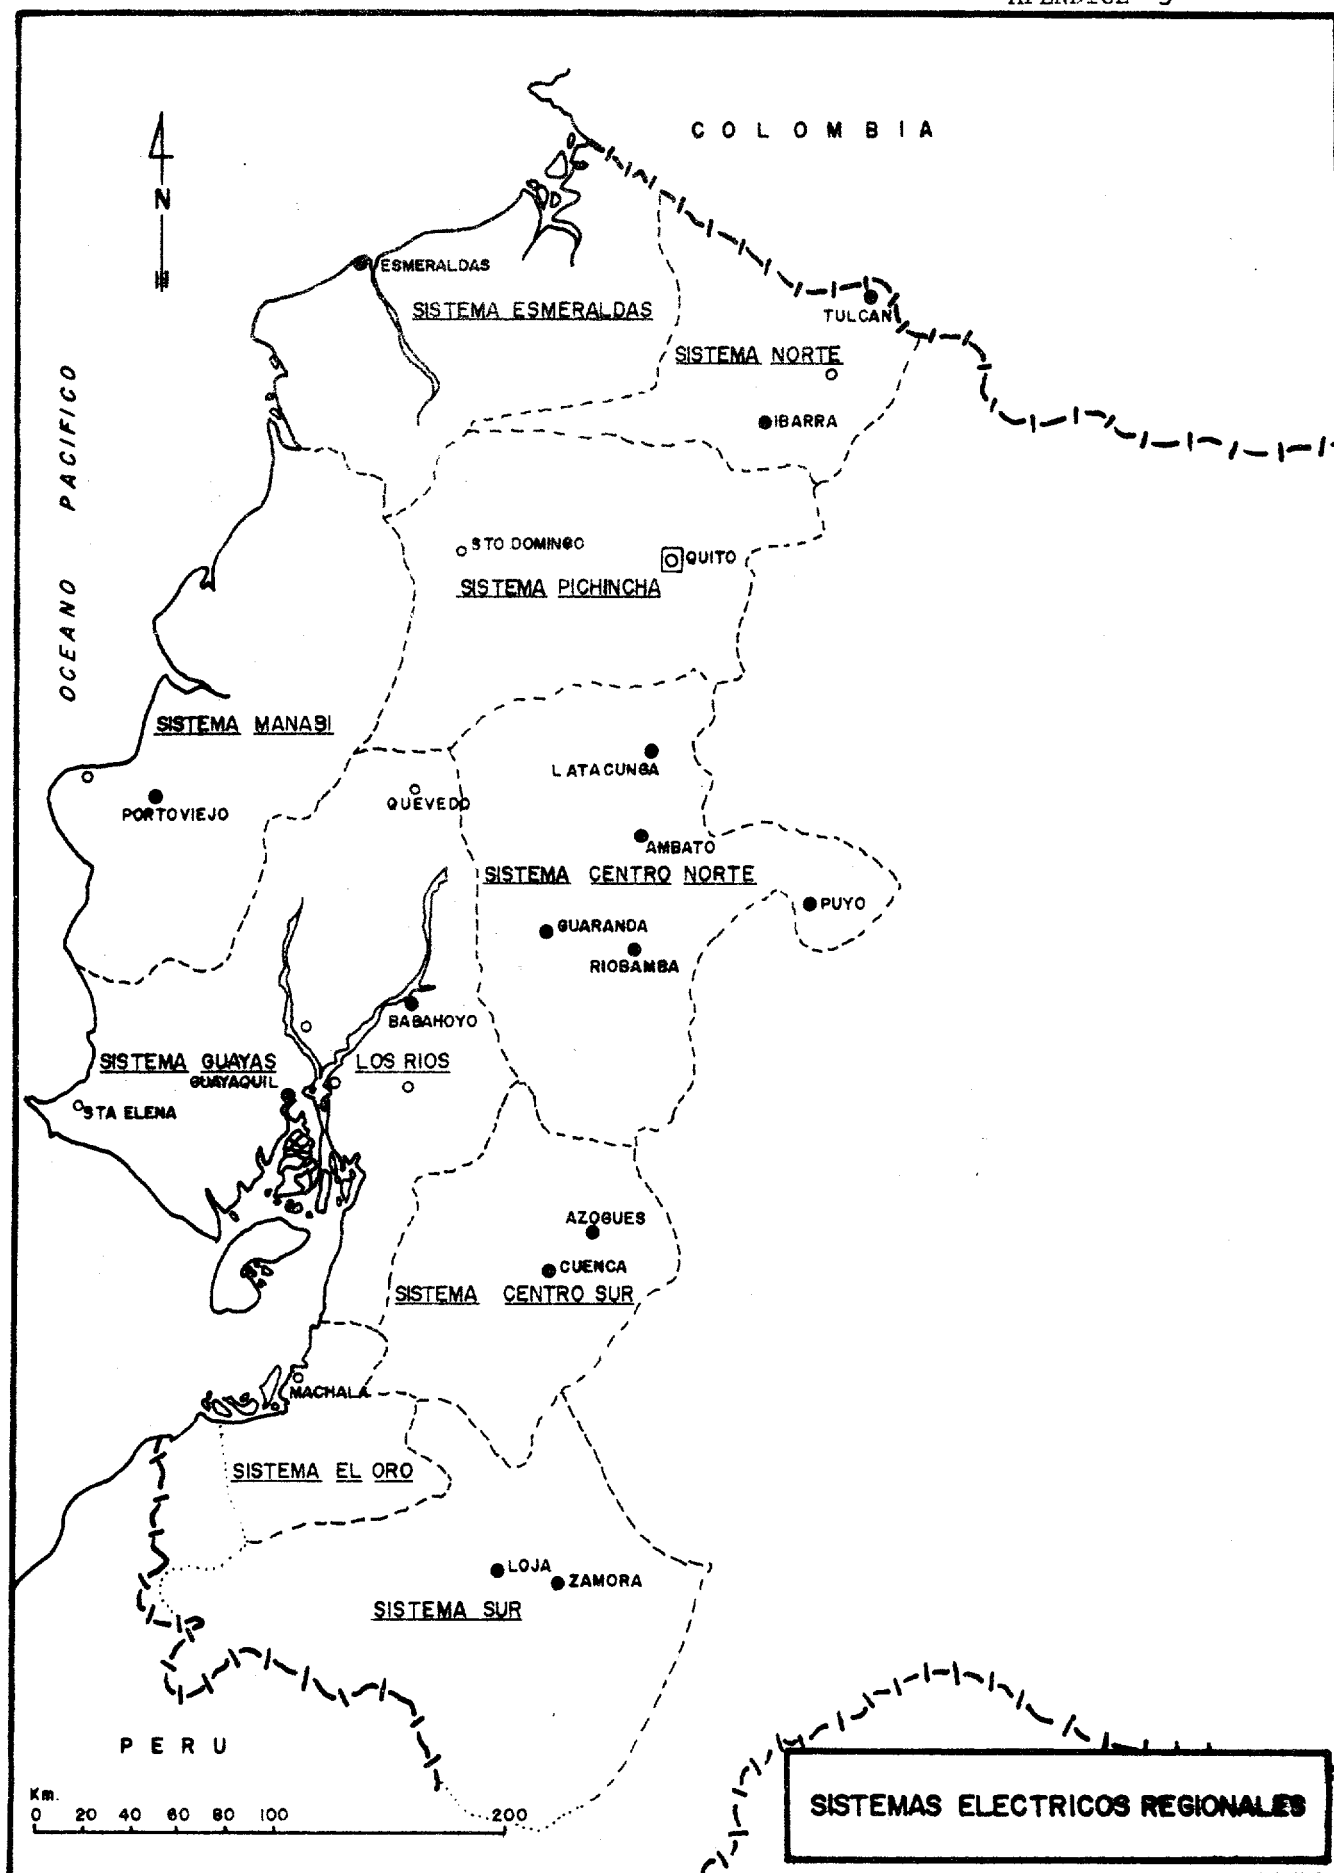 COLOMBIA
N
ESMERALDAS
SISTEMA ESMERALDAS
TULCAN
SISTEMA NORTE
IBARRA
OCEANO PACIFICO
STO DOMINGO
QUITO
SISTEMA PICHINCHA
SISTEMA MANABI
LATACUNGA
QUEVEDO
PORTOVIEJO
AMBATO
SISTEMA CENTRO NORTE
PUYO
GUARANDA
RIOBAMBA
BABAHOYO
SISTEMA GUAYAS LOS RIOS
GUAYAQUIL
STA ELENA
AZOGUES
CUENCA
SISTEMA CENTRO SUR
MACHALA
SISTEMA EL ORO
LOJA
ZAMORA
SISTEMA SUR
PERU
Km.
0 20 40 60 80 100 200
SISTEMAS ELECTRICOS REGIONALES